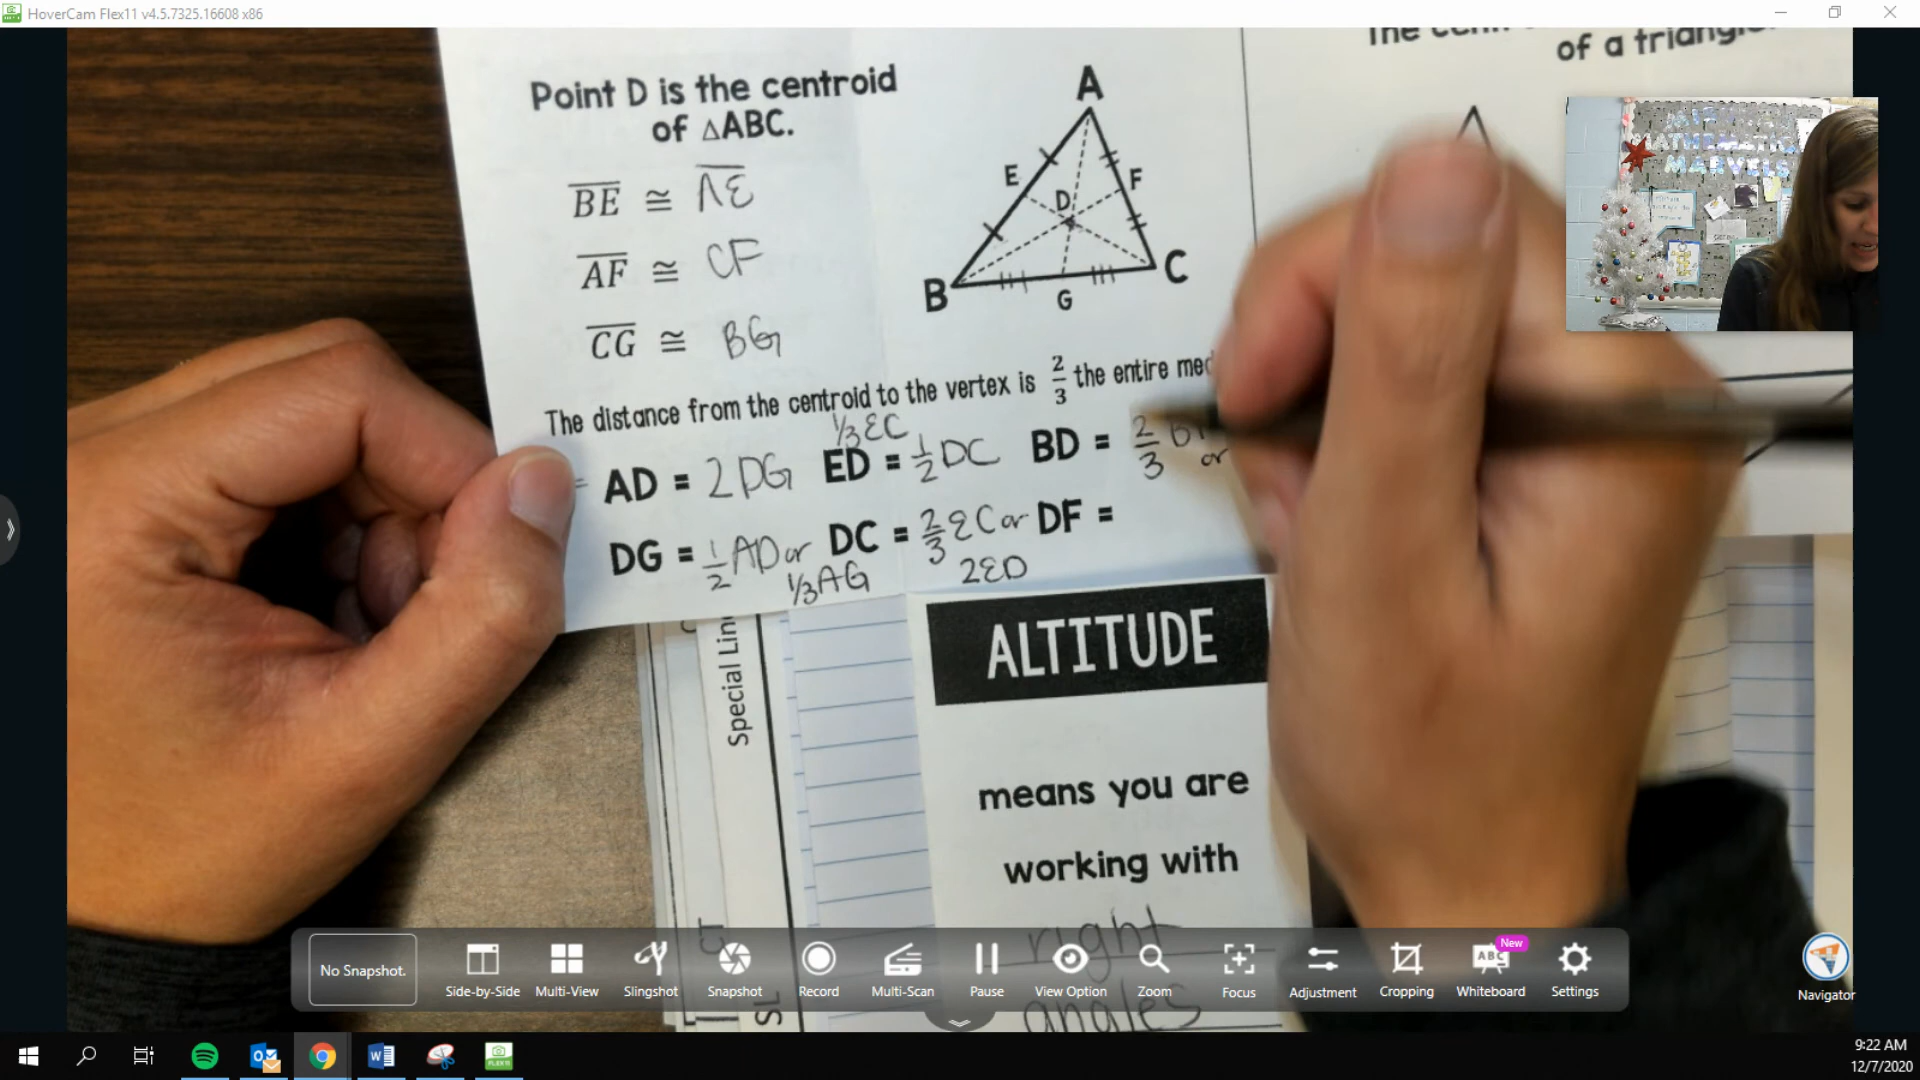 HoverCam Flex11 v4.5.7325.16608 x86
of a triangle
Point D is the centroid
of △ABC.
BE ≅ AE
AF ≅ CF
CG ≅ BG
A
E
F
D
B
C
G
The distance from the centroid to the vertex is 2/3 the entire
1/3 EC
AD = 2DG ED = 1/2 DC BD = 2/3
or
DG = 1/2 AD or DC = 2/3 EC or DF =
1/3 AG 2ED
Special
ALTITUDE
means you are
working with
right
angles
No Snapshot.
Side-by-Side Multi-View Slingshot Snapshot Record Multi-Scan Pause View Option Zoom Focus Adjustment Cropping Whiteboard Settings
New
ABC
Navigator
9:22 AM
12/7/2020